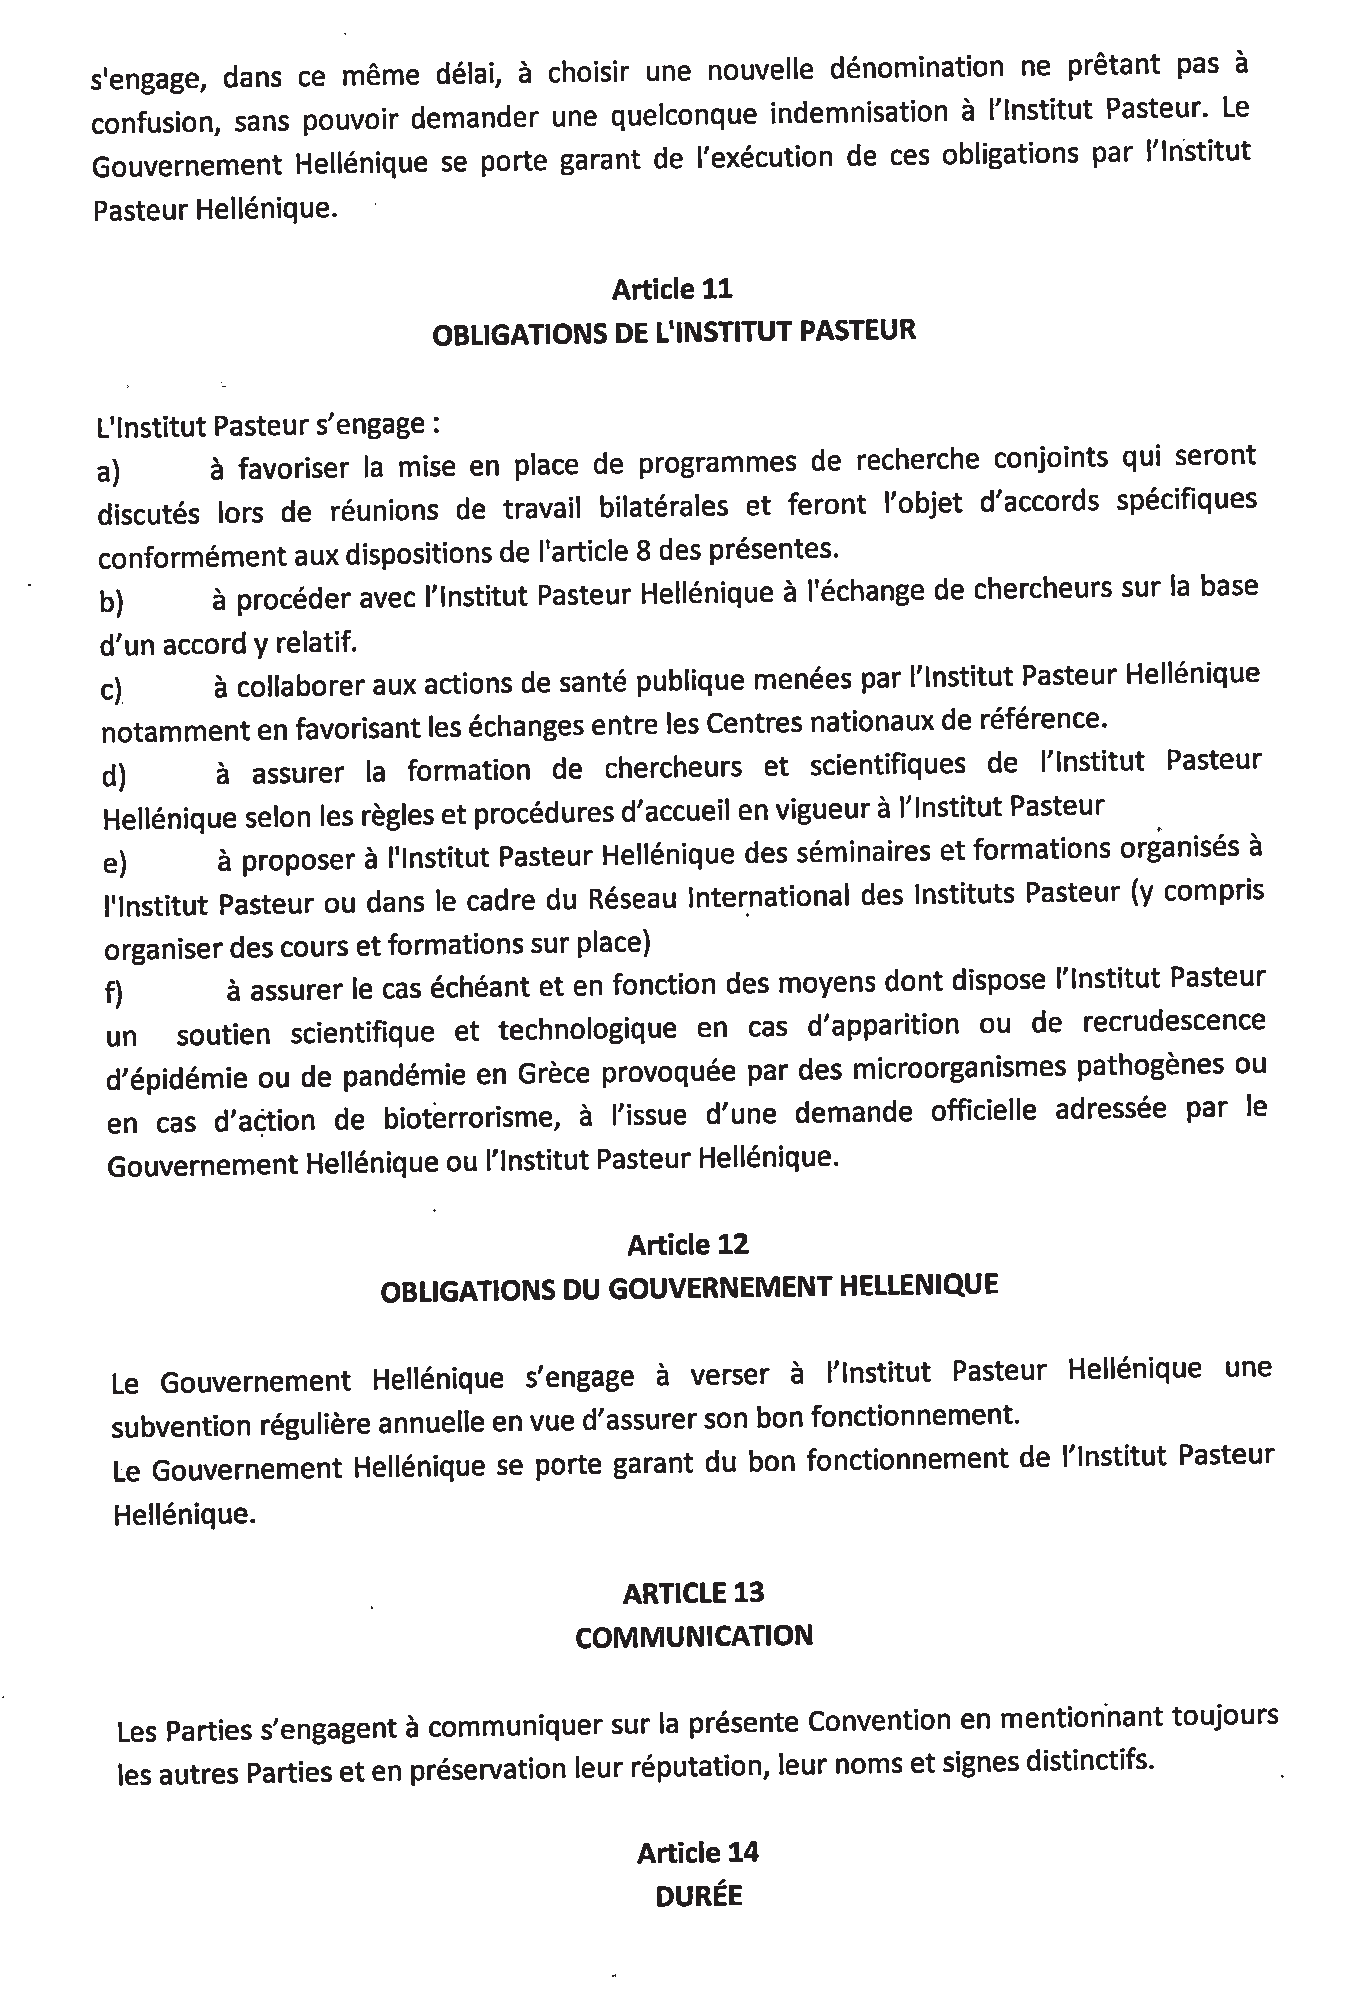 s'engage, dans ce même délai, à choisir une nouvelle dénomination ne prêtant pas à
confusion, sans pouvoir demander une quelconque indemnisation à l'Institut Pasteur. Le
Gouvernement Hellénique se porte garant de l'exécution de ces obligations par l'Institut
Pasteur Hellénique.
Article 11
OBLIGATIONS DE L'INSTITUT PASTEUR
L'Institut Pasteur s'engage :
a) à favoriser la mise en place de programmes de recherche conjoints qui seront
discutés lors de réunions de travail bilatérales et feront l'objet d'accords spécifiques
conformément aux dispositions de l'article 8 des présentes.
b) à procéder avec l'Institut Pasteur Hellénique à l'échange de chercheurs sur la base
d'un accord y relatif.
c) à collaborer aux actions de santé publique menées par l'Institut Pasteur Hellénique
notamment en favorisant les échanges entre les Centres nationaux de référence.
d) à assurer la formation de chercheurs et scientifiques de l'Institut Pasteur
Hellénique selon les règles et procédures d'accueil en vigueur à l'Institut Pasteur
e) à proposer à l'Institut Pasteur Hellénique des séminaires et formations organisés à
l'Institut Pasteur ou dans le cadre du Réseau International des Instituts Pasteur (y compris
organiser des cours et formations sur place)
f) à assurer le cas échéant et en fonction des moyens dont dispose l'Institut Pasteur
un soutien scientifique et technologique en cas d'apparition ou de recrudescence
d'épidémie ou de pandémie en Grèce provoquée par des microorganismes pathogènes ou
en cas d'action de bioterrorisme, à l'issue d'une demande officielle adressée par le
Gouvernement Hellénique ou l'Institut Pasteur Hellénique.
Article 12
OBLIGATIONS DU GOUVERNEMENT HELLENIQUE
Le Gouvernement Hellénique s'engage à verser à l'Institut Pasteur Hellénique une
subvention régulière annuelle en vue d'assurer son bon fonctionnement.
Le Gouvernement Hellénique se porte garant du bon fonctionnement de l'Institut Pasteur
Hellénique.
ARTICLE 13
COMMUNICATION
Les Parties s'engagent à communiquer sur la présente Convention en mentionnant toujours
les autres Parties et en préservation leur réputation, leur noms et signes distinctifs.
Article 14
DURÉE